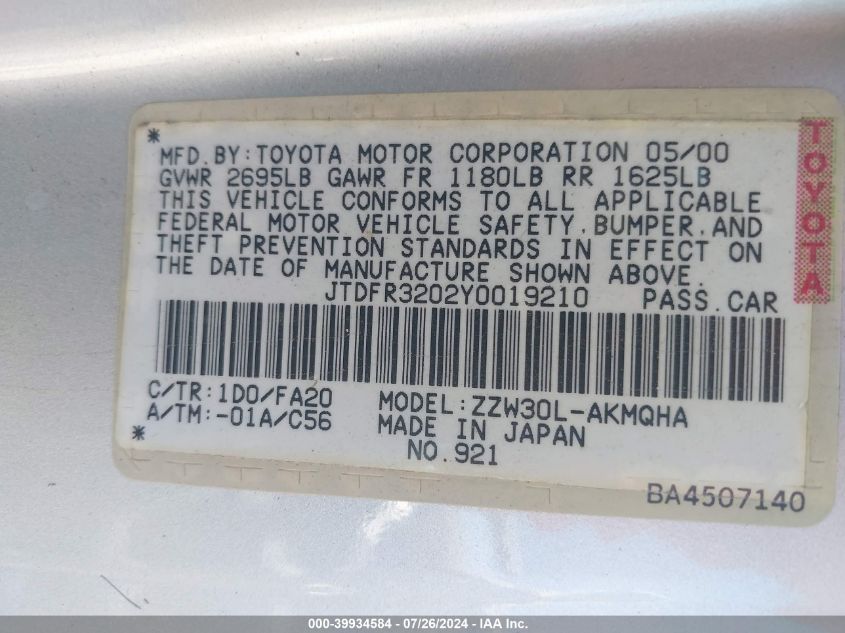 *
MFD.BY:TOYOTA MOTOR CORPORATION 05/00
GVWR 2695LB GAWR FR 1180LB RR 1625LB
THIS VEHICLE CONFORMS TO ALL APPLICABLE
FEDERAL MOTOR VEHICLE SAFETY,BUMPER,AND
THEFT PREVENTION STANDARDS IN EFFECT ON
THE DATE OF MANUFACTURE SHOWN ABOVE.
JTDFR3202Y0019210 PASS.CAR
C/TR:1D0/FA20 MODEL:ZZW30L-AKMQHA
A/TM:-01A/C56 MADE IN JAPAN
* NO.921
TOYOTA
BA4507140
000-39934584 / 07/26/2024 - IAA Inc.